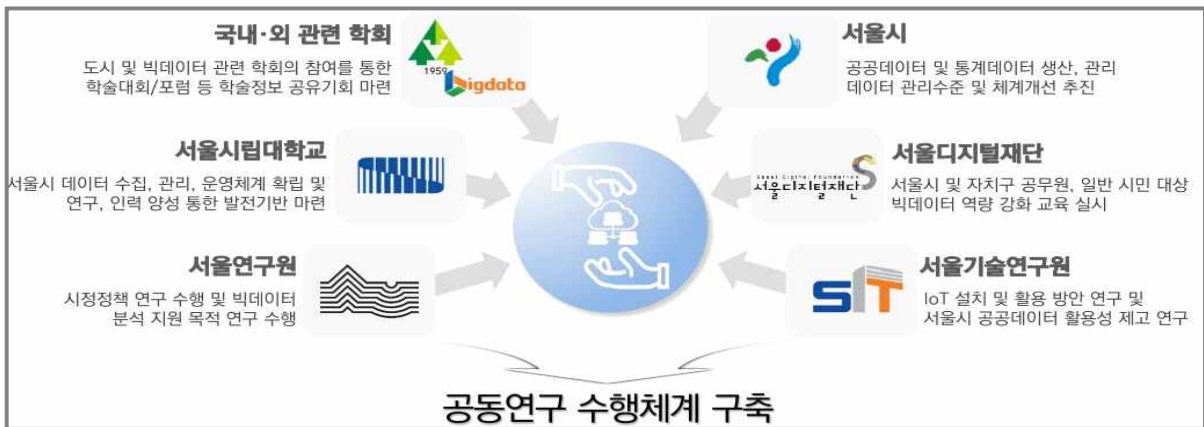 국내·외 관련 학회
도시 및 빅데이터 관련 학회의 참여를 통한
학술대회/포럼 등 학술정보 공유기회 마련
1959
bigdata
서울시
공공데이터 및 통계데이터 생산, 관리
데이터 관리수준 및 체계개선 추진
서울시립대학교
서울시 데이터 수집, 관리, 운영체계 확립 및
연구, 인력 양성 통한 발전기반 마련
Seoul Digital Foundation
서울디지털재단
S
서울디지털재단
서울시 및 자치구 공무원, 일반 시민 대상
빅데이터 역량 강화 교육 실시
서울연구원
시정정책 연구 수행 및 빅데이터
분석 지원 목적 연구 수행
SIT
서울기술연구원
IoT 설치 및 활용 방안 연구 및
서울시 공공데이터 활용성 제고 연구
공동연구 수행체계 구축